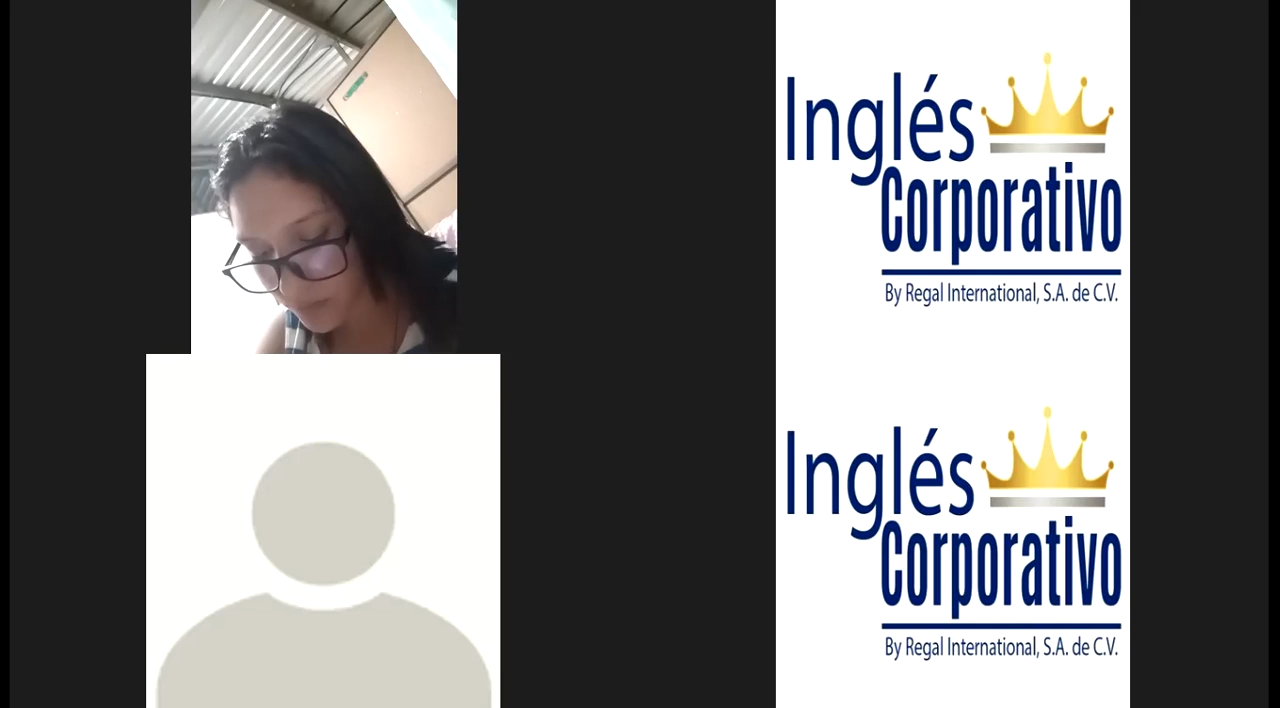 Inglés
Corporativo
By Regal International, S.A. de C.V.
Inglés
Corporativo
By Regal International, S.A. de C.V.